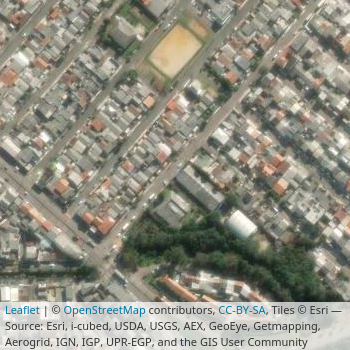 Leaflet | © OpenStreetMap contributors, CC-BY-SA, Tiles © Esri —
Source: Esri, i-cubed, USDA, USGS, AEX, GeoEye, Getmapping,
Aerogrid, IGN, IGP, UPR-EGP, and the GIS User Community